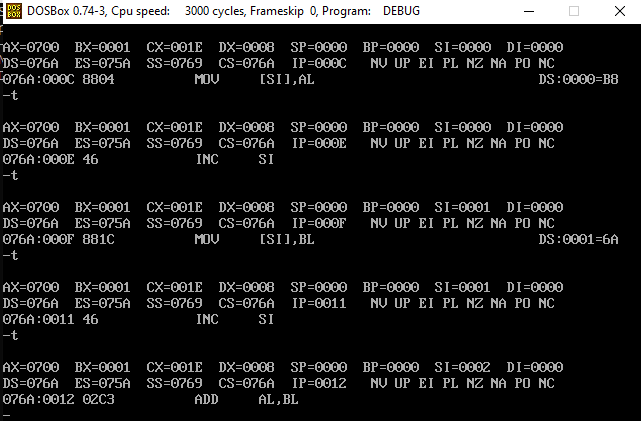 DOSBox 0.74-3, Cpu speed: 3000 cycles, Frameskip 0, Program: DEBUG
AX=0700 BX=0001 CX=001E DX=0008 SP=0000 BP=0000 SI=0000 DI=0000
DS=076A ES=075A SS=0769 CS=076A IP=000C NV UP EI PL NZ NA PO NC
076A:000C 8804 MOV [SI],AL DS:0000=B8
-t
AX=0700 BX=0001 CX=001E DX=0008 SP=0000 BP=0000 SI=0000 DI=0000
DS=076A ES=075A SS=0769 CS=076A IP=000E NV UP EI PL NZ NA PO NC
076A:000E 46 INC SI
-t
AX=0700 BX=0001 CX=001E DX=0008 SP=0000 BP=0000 SI=0001 DI=0000
DS=076A ES=075A SS=0769 CS=076A IP=000F NV UP EI PL NZ NA PO NC
076A:000F 881C MOV [SI],BL DS:0001=6A
-t
AX=0700 BX=0001 CX=001E DX=0008 SP=0000 BP=0000 SI=0001 DI=0000
DS=076A ES=075A SS=0769 CS=076A IP=0011 NV UP EI PL NZ NA PO NC
076A:0011 46 INC SI
-t
AX=0700 BX=0001 CX=001E DX=0008 SP=0000 BP=0000 SI=0002 DI=0000
DS=076A ES=075A SS=0769 CS=076A IP=0012 NV UP EI PL NZ NA PO NC
076A:0012 02C3 ADD AL,BL
-